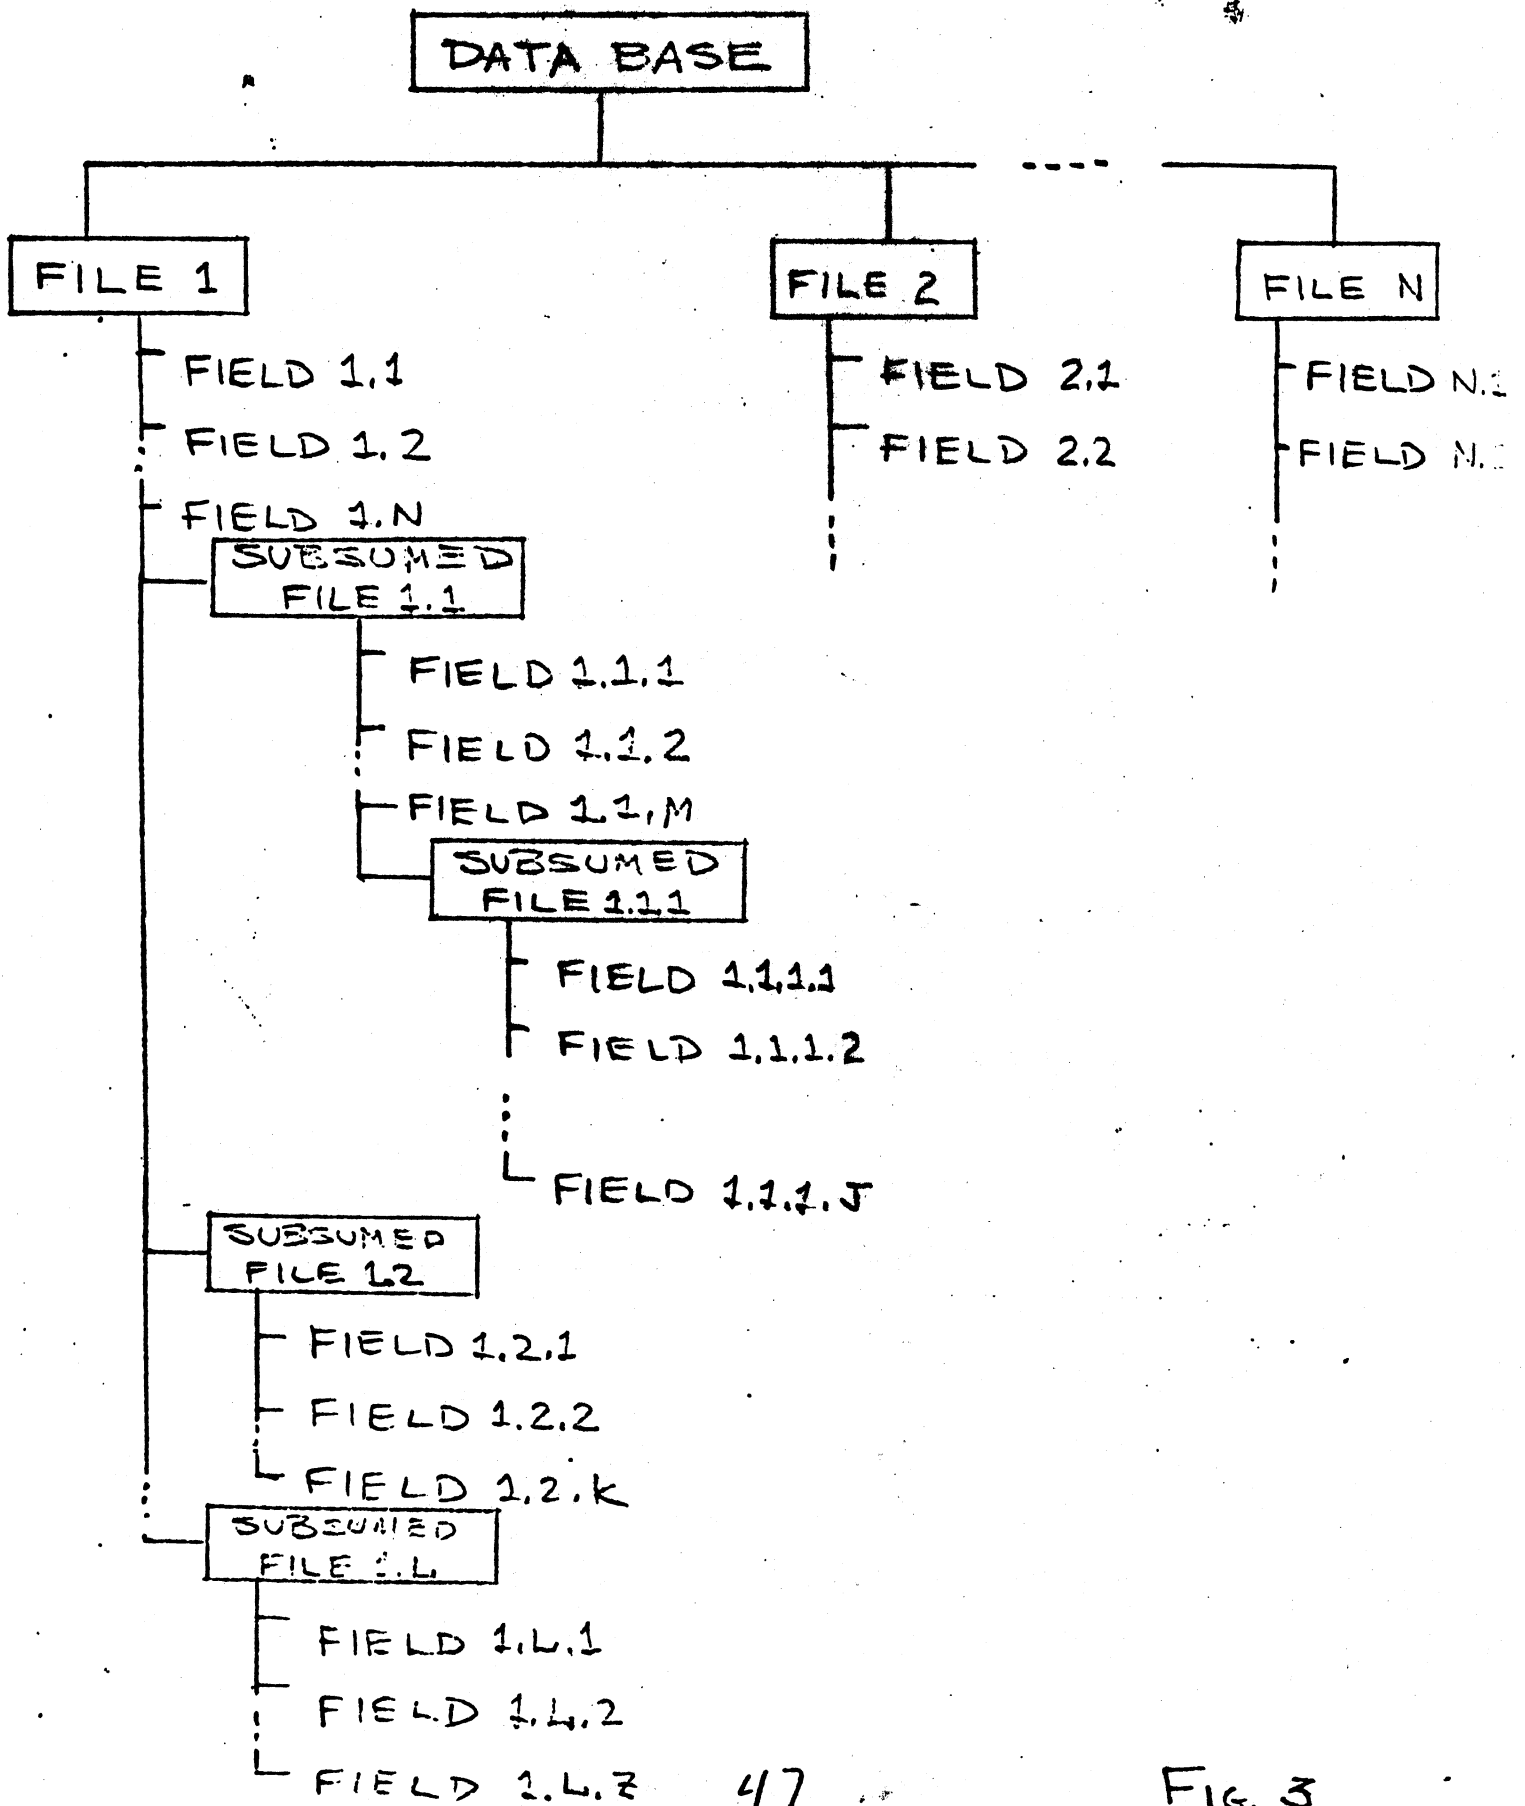 DATA BASE
FILE 1
FILE 2
FILE N
FIELD 1.1
FIELD 1.2
FIELD 1.N
FIELD 2.1
FIELD 2.2
FIELD N.
FIELD N.
SUBSUMED
FILE 1.1
FIELD 1.1.1
FIELD 1.1.2
FIELD 1.1.M
SUBSUMED
FILE 1.1.1
FIELD 1.1.1.1
FIELD 1.1.1.2
FIELD 1.1.1.J
SUBSUMED
FILE 1.2
FIELD 1.2.1
FIELD 1.2.2
FIELD 1.2.K
SUBSUMED
FILE 1.L
FIELD 1.L.1
FIELD 1.L.2
FIELD 1.L.Z
47
FIG. 3